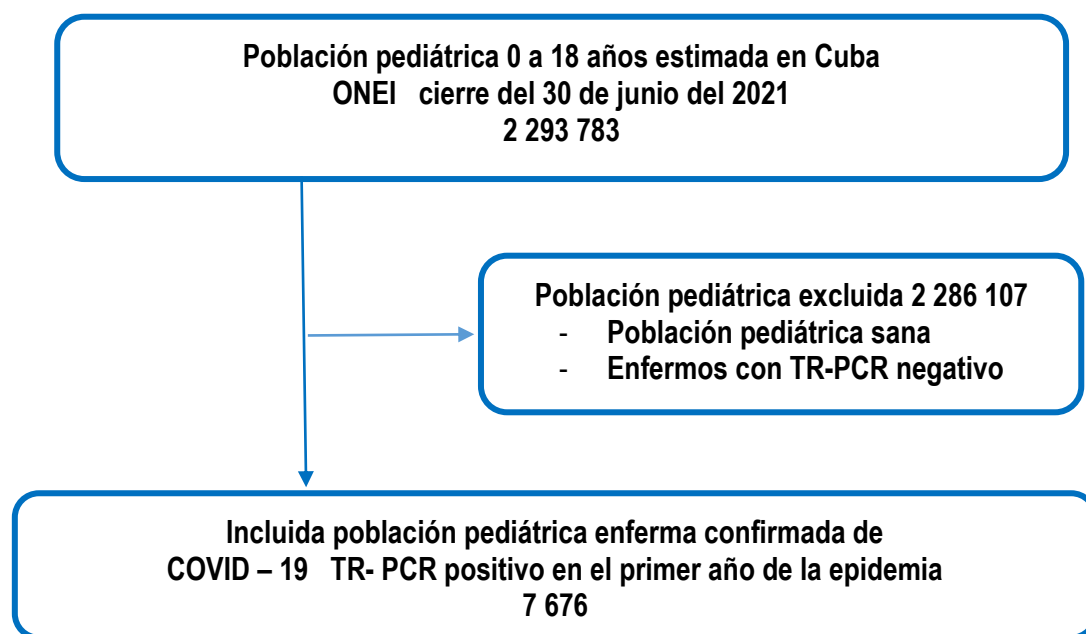 Población pediátrica 0 a 18 años estimada en Cuba
ONEI cierre del 30 de junio del 2021
2 293 783
Población pediátrica excluida 2 286 107
- Población pediátrica sana
- Enfermos con TR-PCR negativo
Incluida población pediátrica enferma confirmada de
COVID – 19 TR- PCR positivo en el primer año de la epidemia
7 676